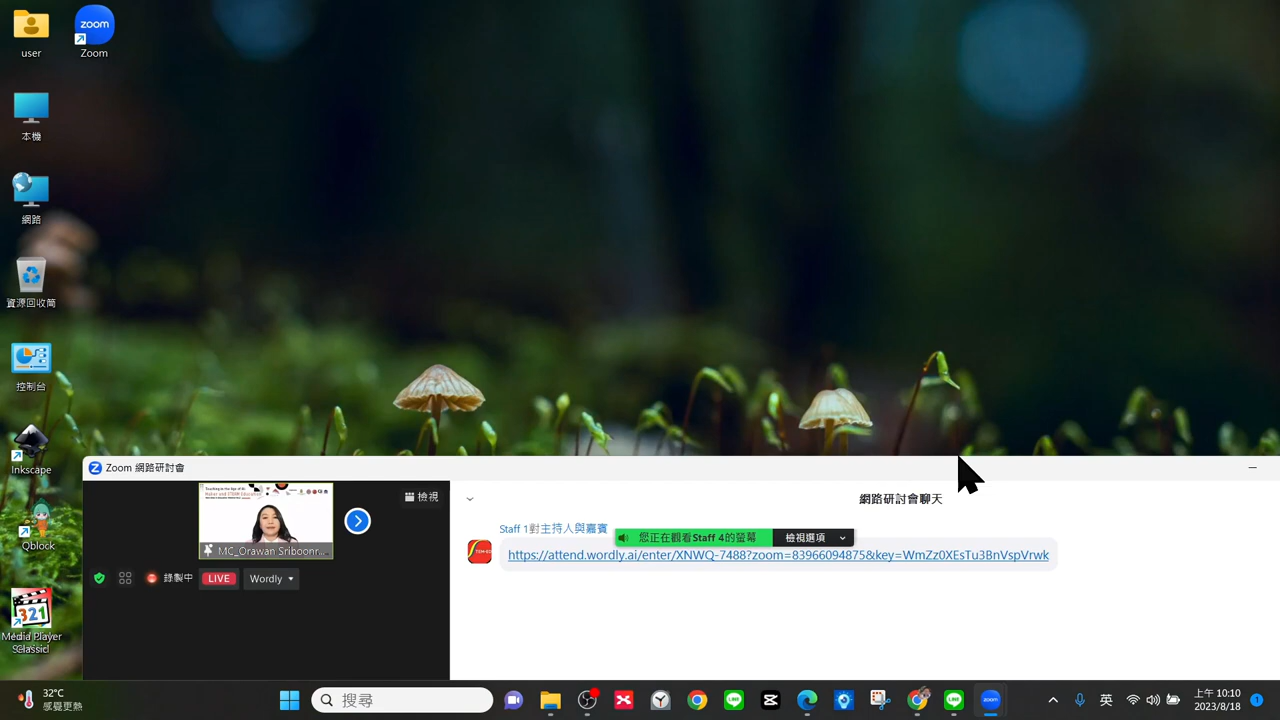 user
Zoom
zoom
本機
網路
資源回收筒
控制台
Inkscape
Qblock
321
Media Player
Classic
Zoom 網路研討會
檢視
MC_Orawan Sriboonr...
錄製中
LIVE
Wordly
網路研討會聊天
Staff 1對主持人與嘉賓
您正在觀看Staff 4的螢幕
檢視選項
https://attend.wordly.ai/enter/XNWQ-7488?zoom=83966094875&key=WmZz0XEsTu3BnVspVrwk
32°C
感覺更熱
搜尋
zoom
英
上午 10:10
2023/8/18
1